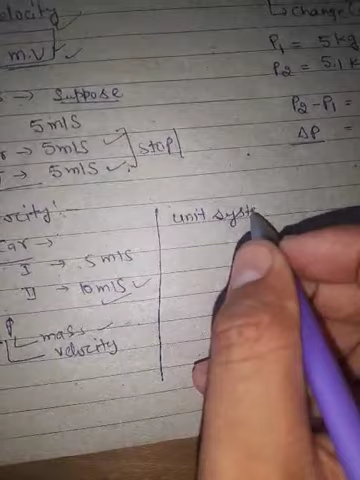 elocity
m.V
→ Suppose
5 m/s
→ 5 m/s
→ 5 m/s
] stop
ocity:
Car →
I → 5 m/s
II → 10 m/s
mass
velocity
→ change
P1 = 5 kg
P2 = 5.1 k
P2 - P1 =
ΔP =
unit syste